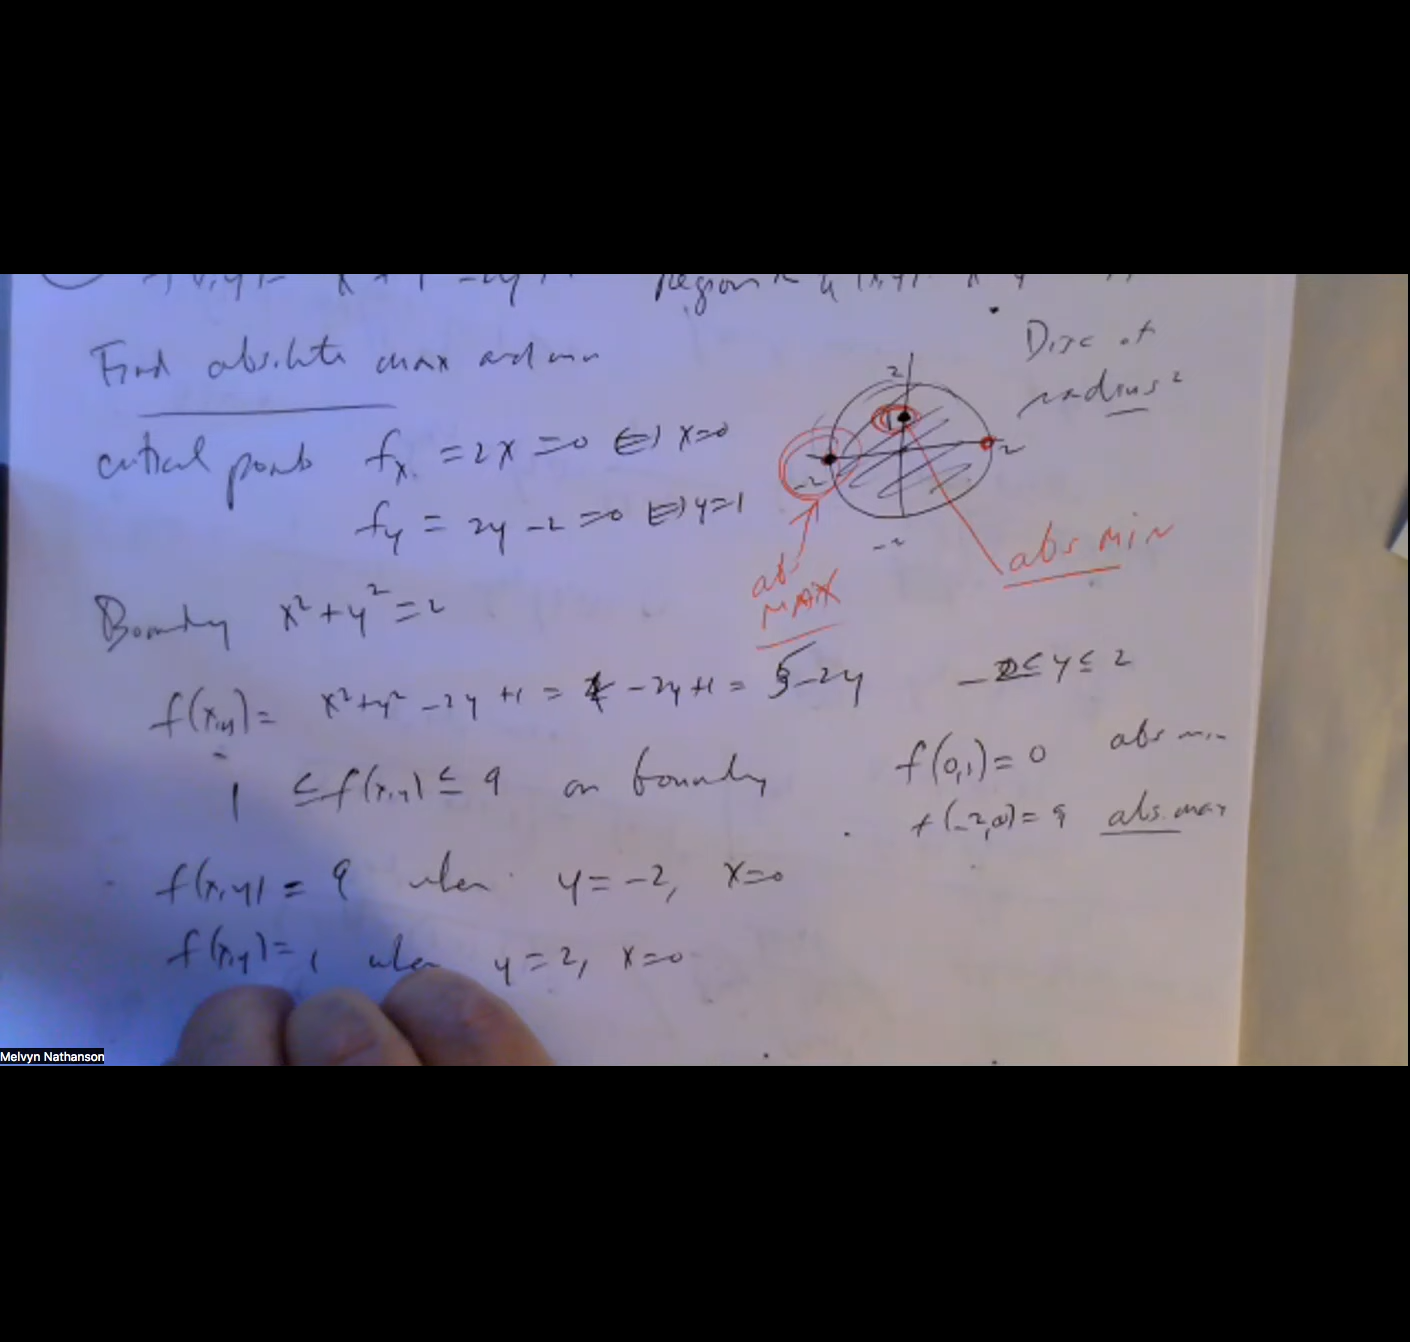 Find absolute max and min
critical points fx = 2x = 0 ⟺ x=0
fy = 2y - 2 = 0 ⟺ y=1
Disc of
radius 2
2
1
-2
2
-2
abs
MAX
abs min
Boundary x² + y² = 2
f(x,y) = x²+y² - 2y + 1 = 4 - 2y + 1 = 5 - 2y
-2 ≤ y ≤ 2
1 ≤ f(x,y) ≤ 9 on boundary
f(0,1) = 0 abs min
f(-2,0) = 9 abs. max
f(x,y) = 9 when y = -2, x=0
f(x,y) = 1 when y = 2, x=0
Melvyn Nathanson